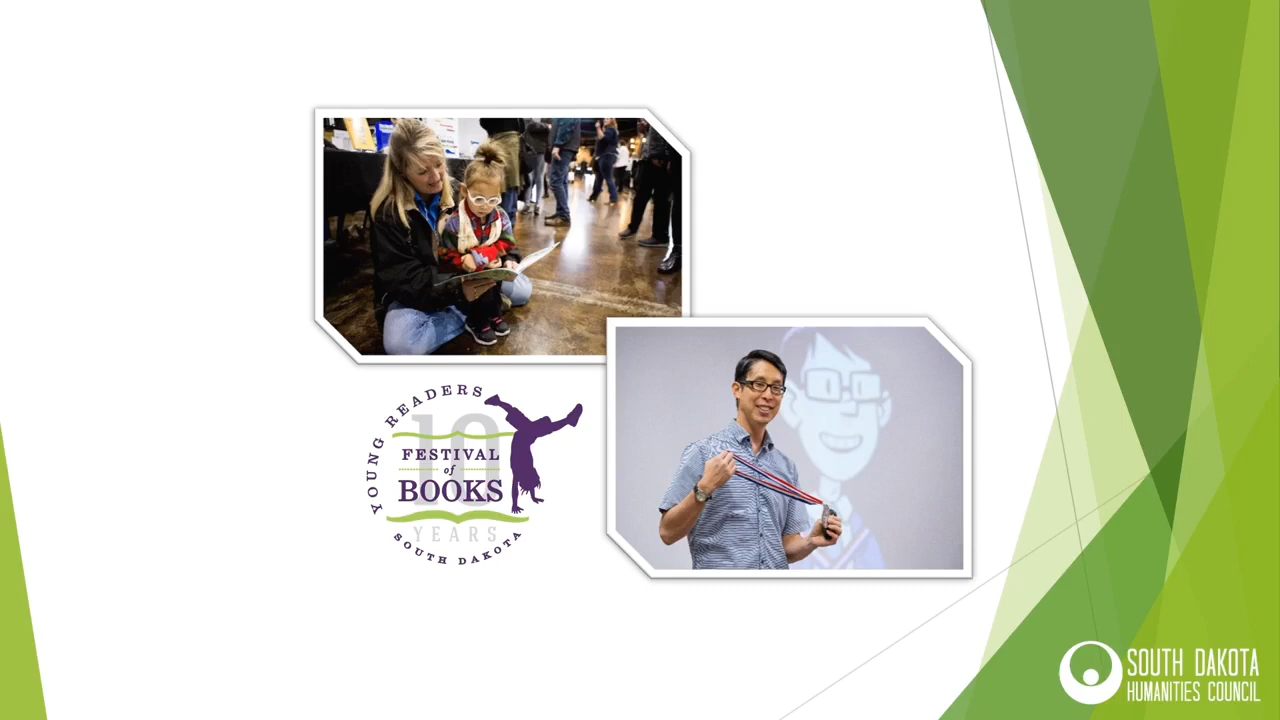 YOUNG READERS
10
FESTIVAL
of
BOOKS
YEARS
SOUTH DAKOTA
SOUTH DAKOTA
HUMANITIES COUNCIL